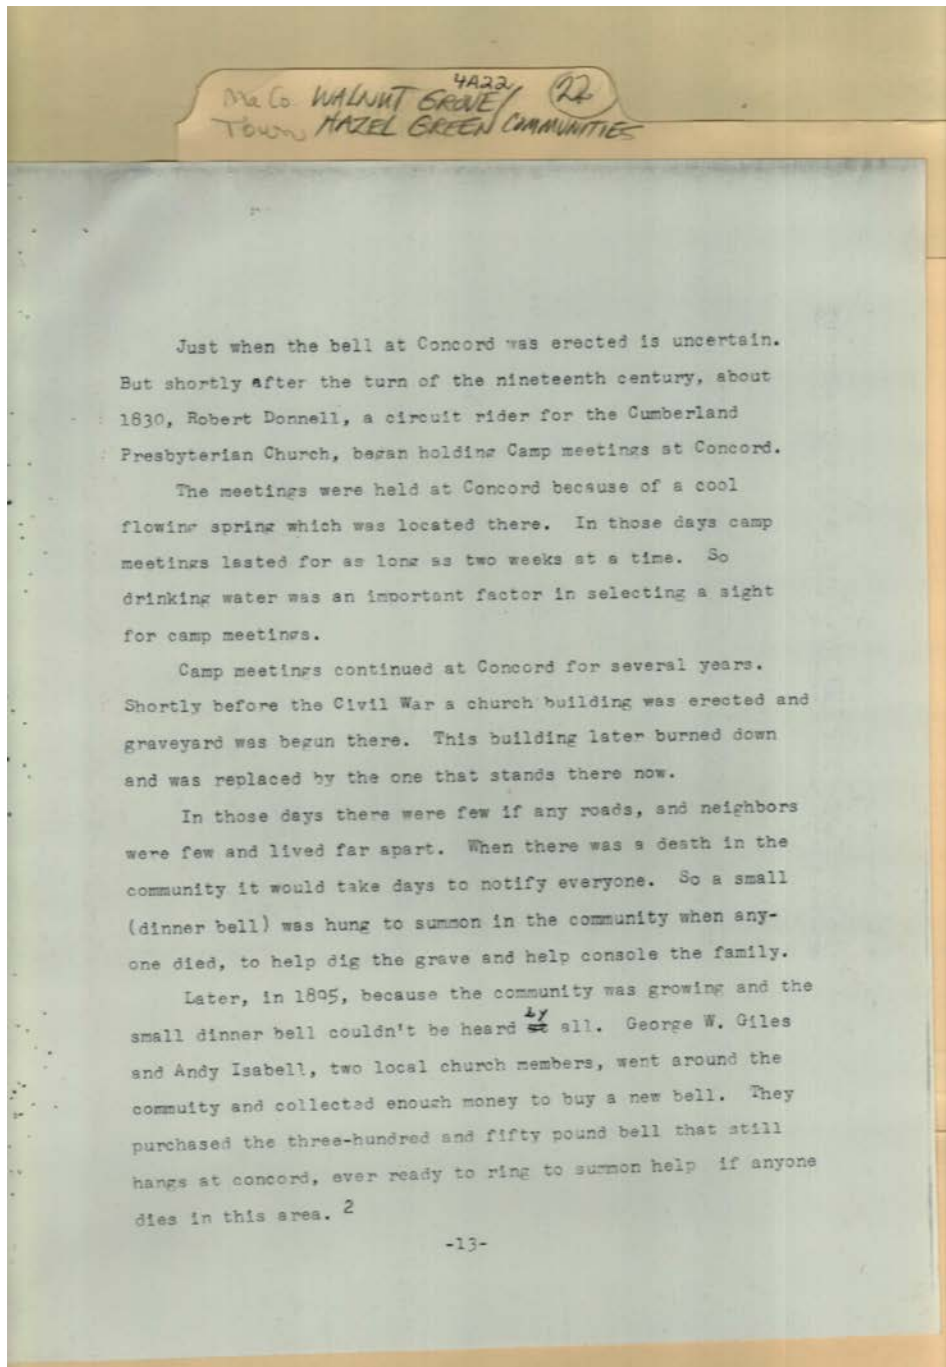 4A22
Ma Co. WALNUT GROVE/ 22
Town HAZEL GREEN COMMUNITIES
Just when the bell at Concord was erected is uncertain.
But shortly after the turn of the nineteenth century, about
1830, Robert Donnell, a circuit rider for the Cumberland
Presbyterian Church, began holding Camp meetings at Concord.
The meetings were held at Concord because of a cool
flowing spring which was located there. In those days camp
meetings lasted for as long as two weeks at a time. So
drinking water was an important factor in selecting a sight
for camp meetings.
Camp meetings continued at Concord for several years.
Shortly before the Civil War a church building was erected and
graveyard was begun there. This building later burned down
and was replaced by the one that stands there now.
In those days there were few if any roads, and neighbors
were few and lived far apart. When there was a death in the
community it would take days to notify everyone. So a small
(dinner bell) was hung to summon in the community when any-
one died, to help dig the grave and help console the family.
Later, in 1895, because the community was growing and the
small dinner bell couldn't be heard by all. George W. Giles
and Andy Isabell, two local church members, went around the
commuity and collected enough money to buy a new bell. They
purchased the three-hundred and fifty pound bell that still
hangs at concord, ever ready to ring to summon help if anyone
dies in this area. 2
-13-